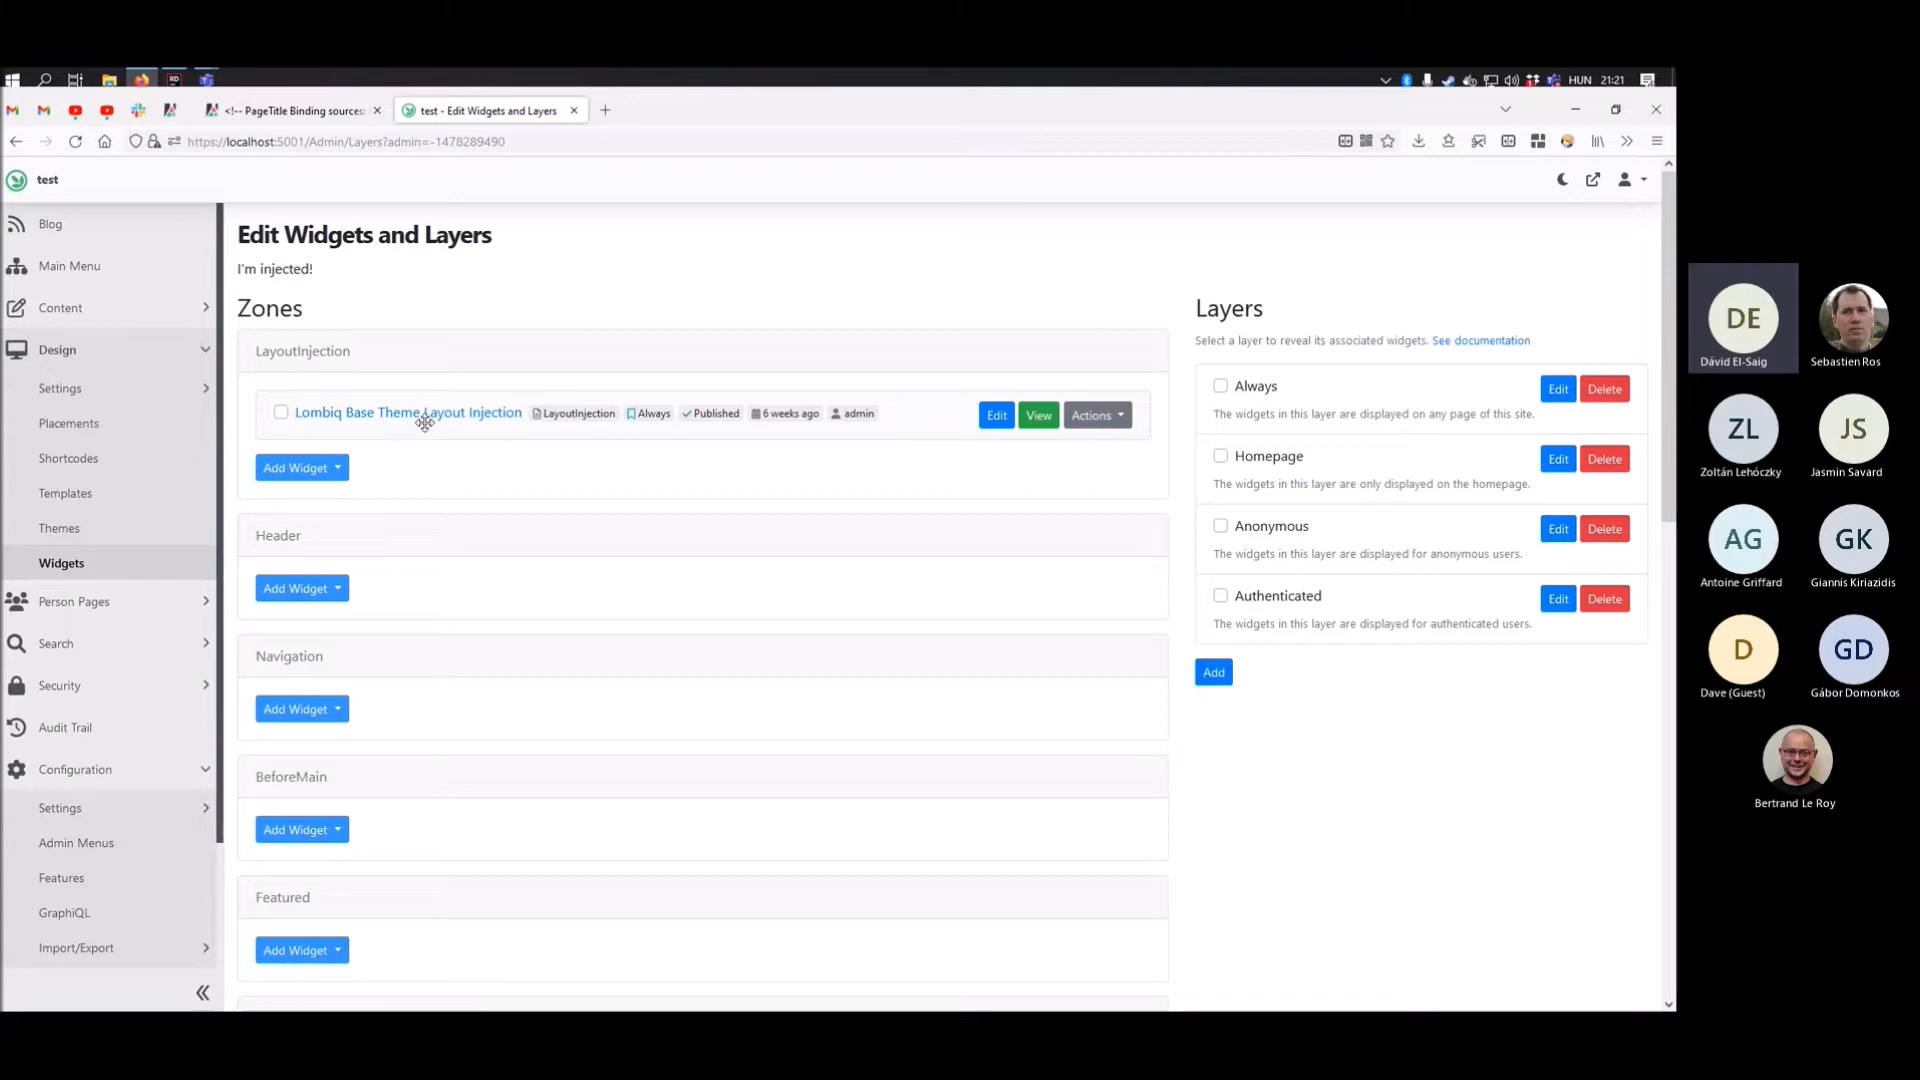 RD
HUN 21:21
<!-- PageTitle Binding sources:
test - Edit Widgets and Layers
https://localhost:5001/Admin/Layers?admin=-1478289490
test
Blog
Main Menu
Content
Design
Settings
Placements
Shortcodes
Templates
Themes
Widgets
Person Pages
Search
Security
Audit Trail
Configuration
Settings
Admin Menus
Features
GraphiQL
Import/Export
Edit Widgets and Layers
I'm injected!
Zones
LayoutInjection
Lombiq Base Theme Layout Injection LayoutInjection Always Published 6 weeks ago admin Edit View Actions
Add Widget
Header
Add Widget
Navigation
Add Widget
BeforeMain
Add Widget
Featured
Add Widget
Layers
Select a layer to reveal its associated widgets. See documentation
Always Edit Delete
The widgets in this layer are displayed on any page of this site.
Homepage Edit Delete
The widgets in this layer are only displayed on the homepage.
Anonymous Edit Delete
The widgets in this layer are displayed for anonymous users.
Authenticated Edit Delete
The widgets in this layer are displayed for authenticated users.
Add
DE
Dávid El-Saig
Sebastien Ros
ZL
JS
Zoltán Lehóczky
Jasmin Savard
AG
GK
Antoine Griffard
Giannis Kiriazidis
D
GD
Dave (Guest)
Gábor Domonkos
Bertrand Le Roy